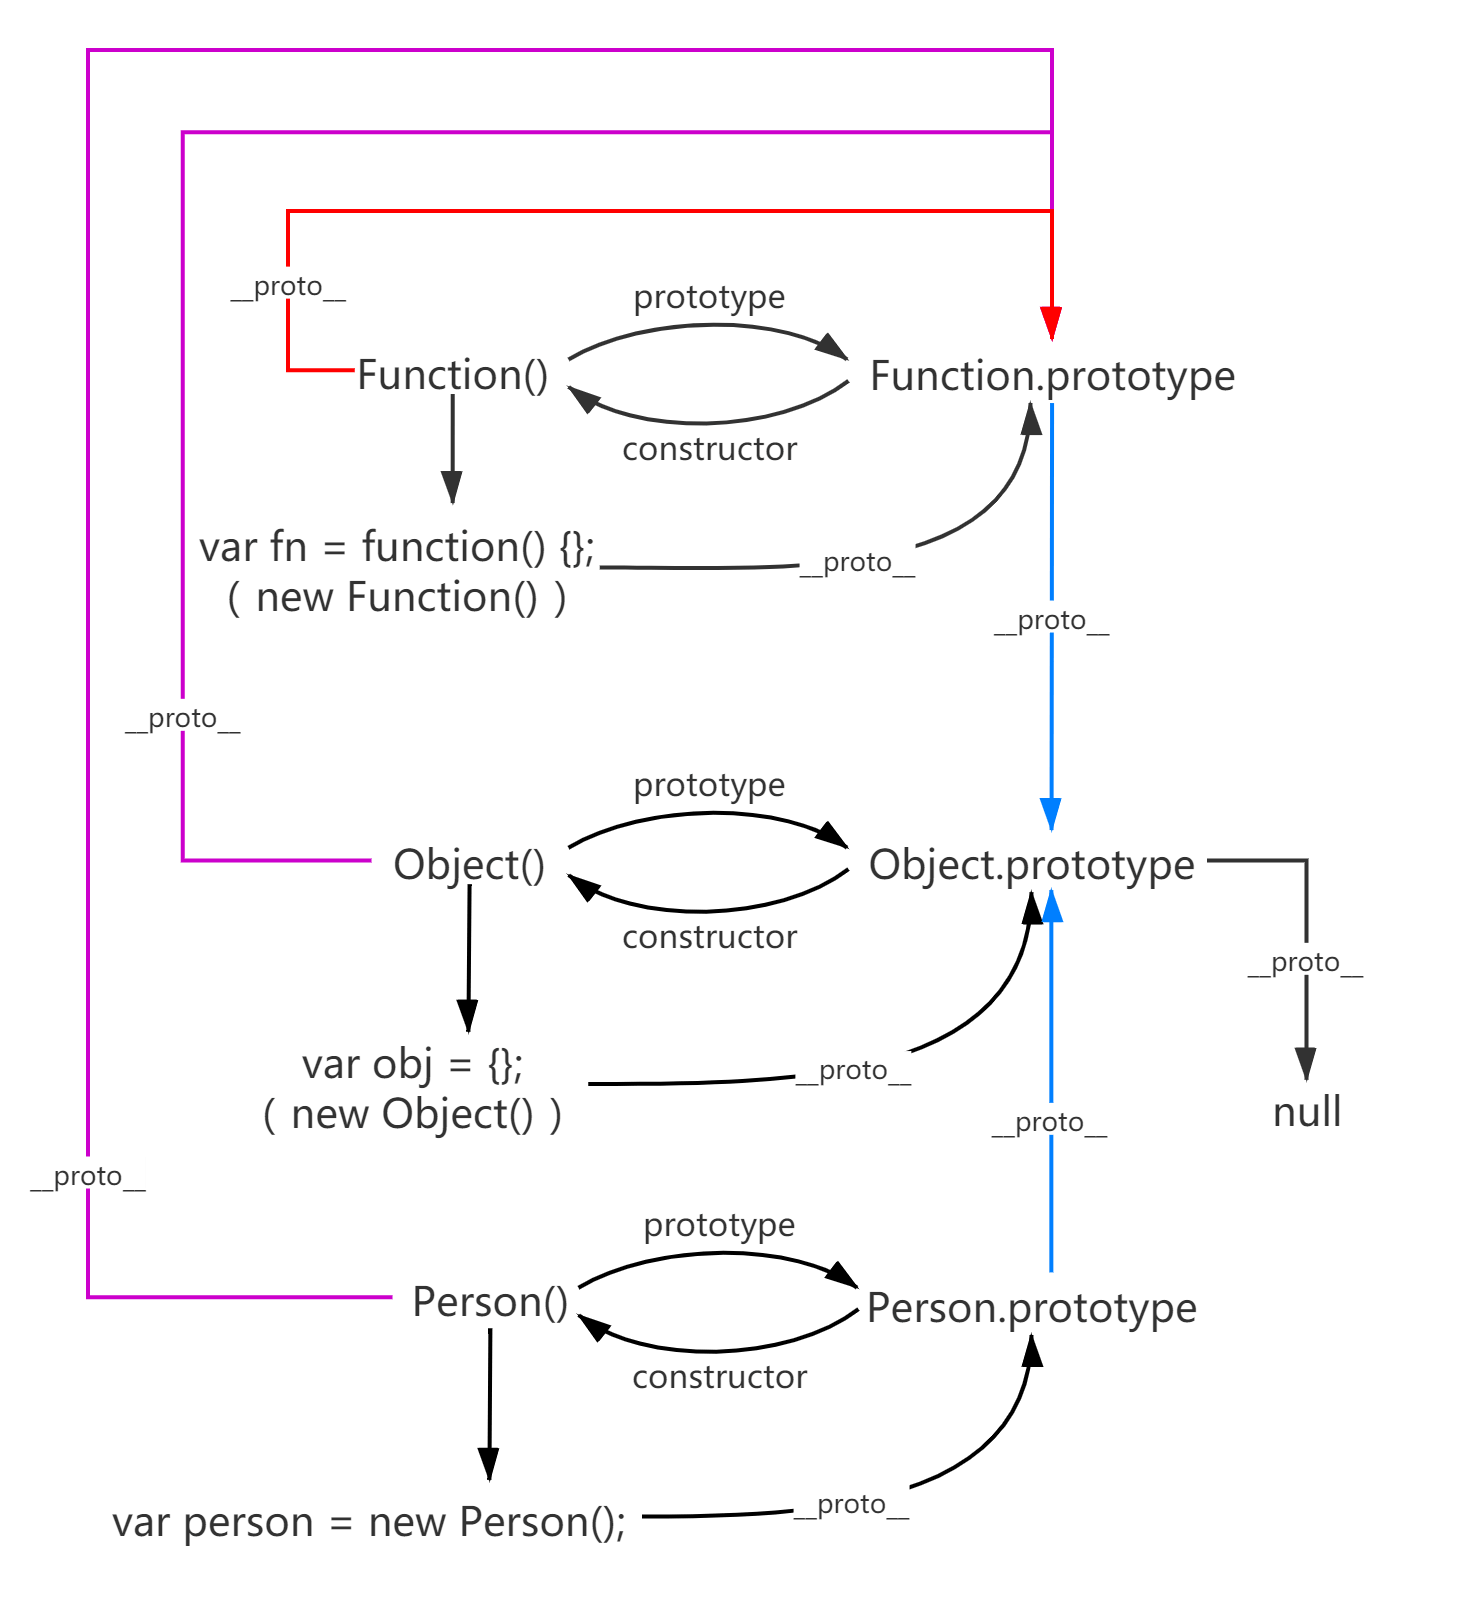 __proto__
prototype
Function()
Function.prototype
constructor
var fn = function() {};
( new Function() )
__proto__
__proto__
__proto__
prototype
Object()
Object.prototype
constructor
__proto__
var obj = {};
( new Object() )
__proto__
__proto__
null
__proto__
prototype
Person()
Person.prototype
constructor
var person = new Person();
__proto__